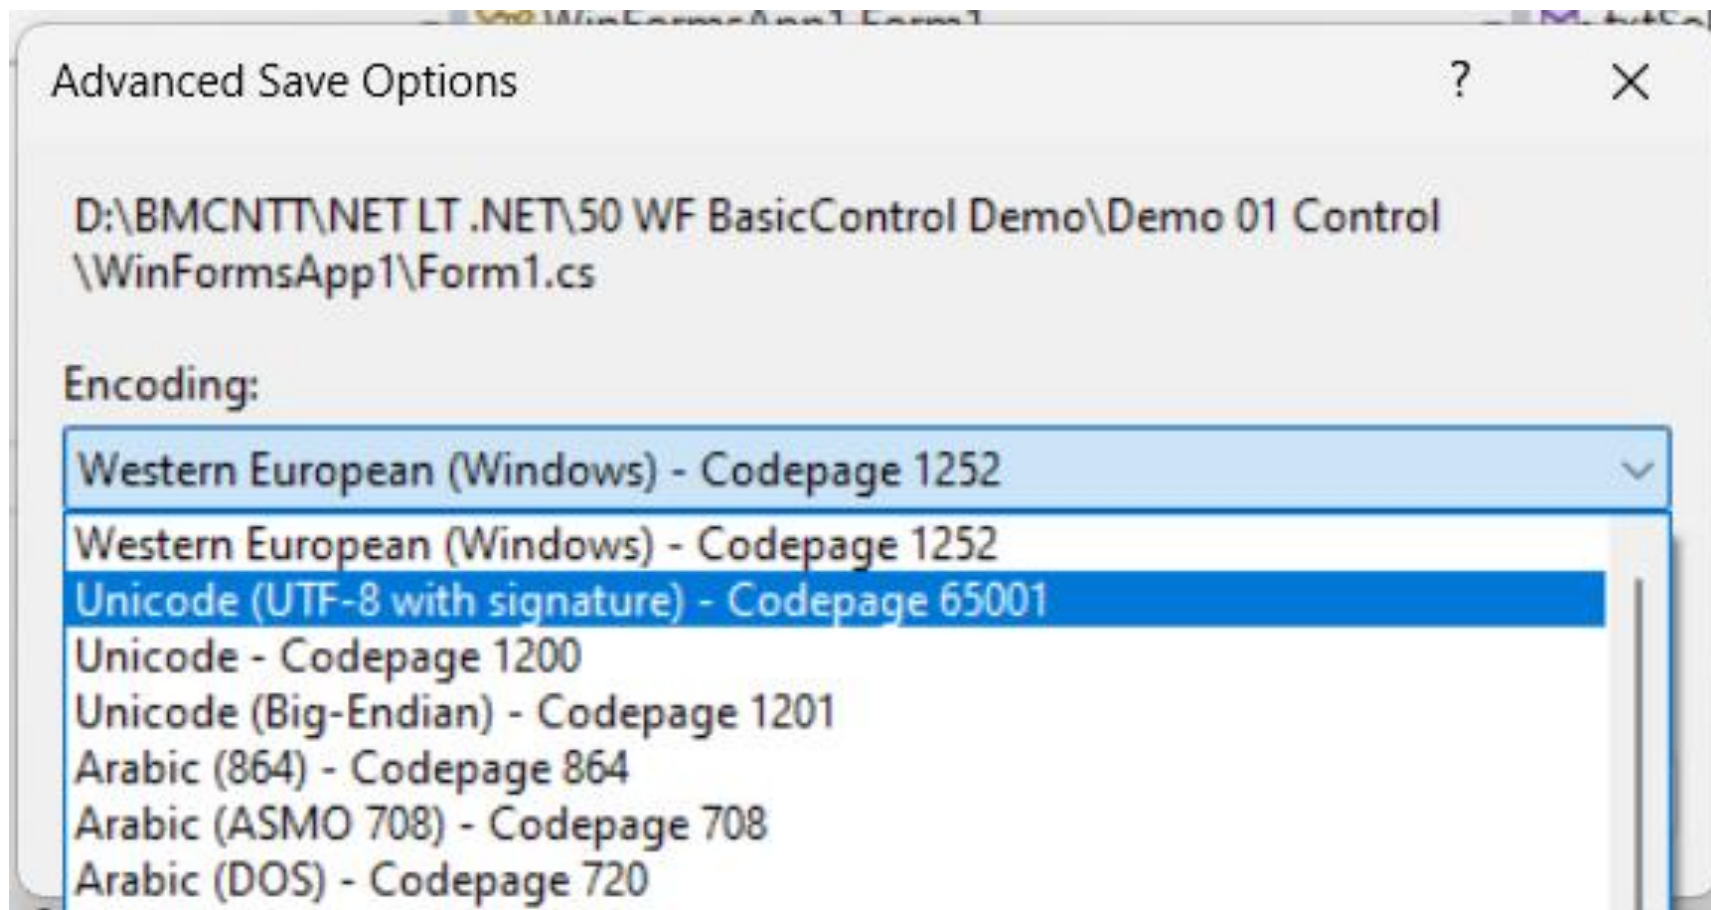 WinFormsApp1.Form1
Advanced Save Options ?
D:\BMCNTT\NET LT .NET\50 WF BasicControl Demo\Demo 01 Control
\WinFormsApp1\Form1.cs
Encoding:
Western European (Windows) - Codepage 1252
Western European (Windows) - Codepage 1252
Unicode (UTF-8 with signature) - Codepage 65001
Unicode - Codepage 1200
Unicode (Big-Endian) - Codepage 1201
Arabic (864) - Codepage 864
Arabic (ASMO 708) - Codepage 708
Arabic (DOS) - Codepage 720